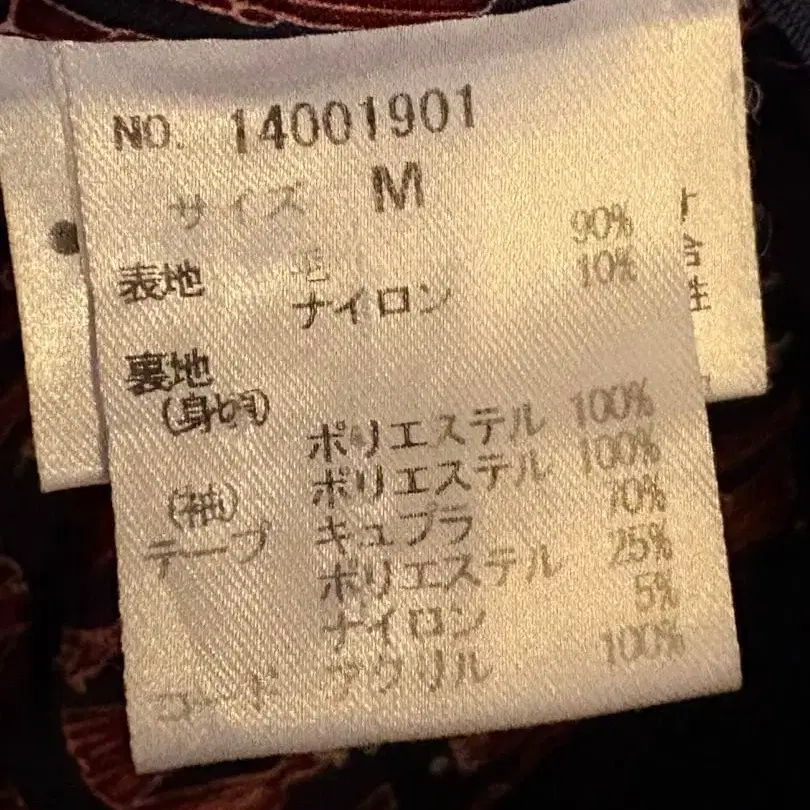 NO. 14001901
サイズ M
表地 毛 90%
ナイロン 10%
裏地
(身頃) ポリエステル 100%
(袖) ポリエステル 100%
テープ キュプラ 70%
ポリエステル 25%
ナイロン 5%
コード アクリル 100%
性